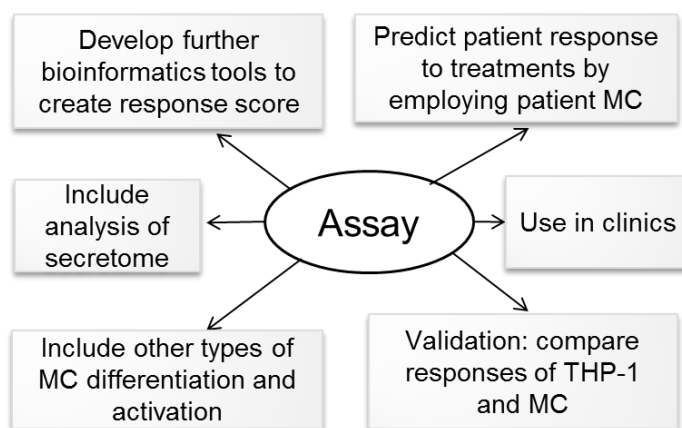 Develop further
bioinformatics tools to
create response score
Predict patient response
to treatments by
employing patient MC
Include
analysis of
secretome
Assay
Use in clinics
Include other types of
MC differentiation and
activation
Validation: compare
responses of THP-1
and MC